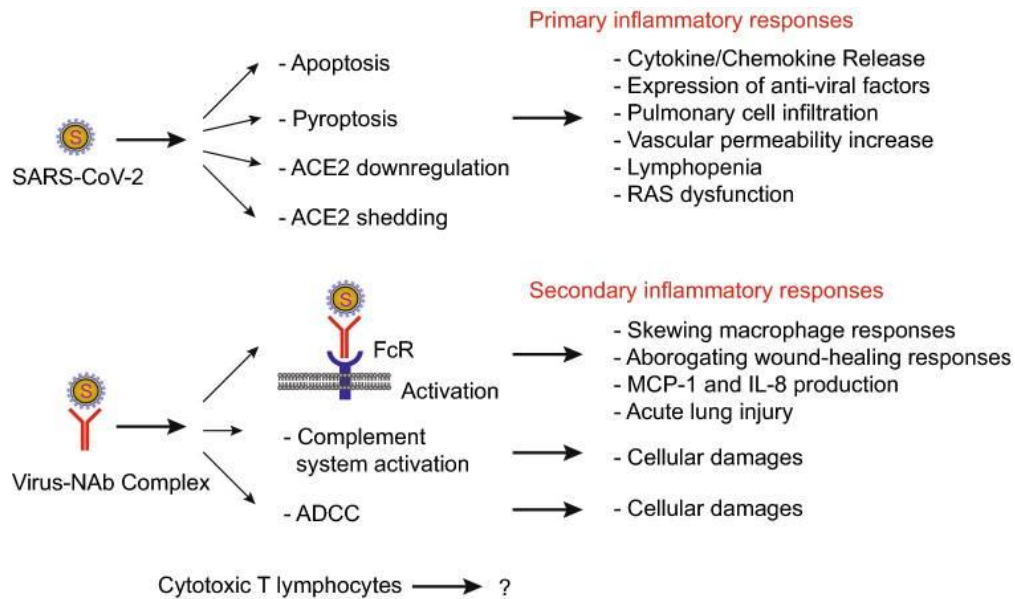 Primary inflammatory responses
- Apoptosis
- Pyroptosis
- ACE2 downregulation
- ACE2 shedding
S
SARS-CoV-2
- Cytokine/Chemokine Release
- Expression of anti-viral factors
- Pulmonary cell infiltration
- Vascular permeability increase
- Lymphopenia
- RAS dysfunction
Secondary inflammatory responses
S
FcR
Activation
- Skewing macrophage responses
- Aborogating wound-healing responses
- MCP-1 and IL-8 production
- Acute lung injury
S
Virus-NAb Complex
- Complement
system activation
- Cellular damages
- ADCC
- Cellular damages
Cytotoxic T lymphocytes
?